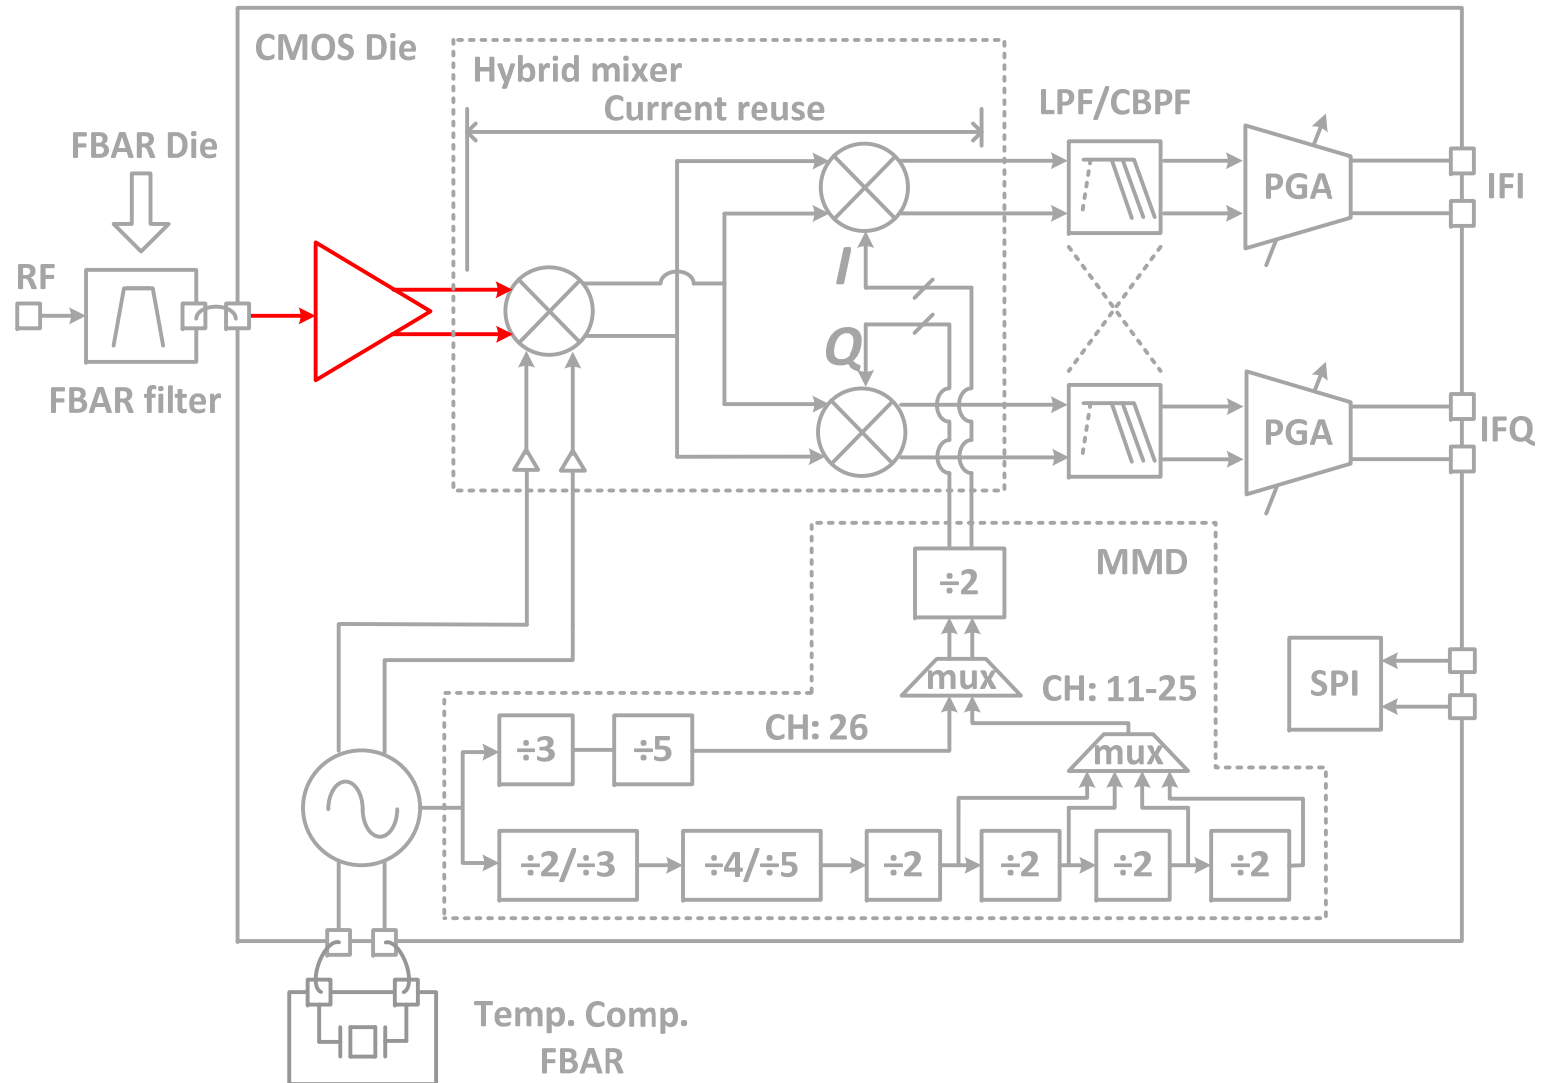 CMOS Die
Hybrid mixer
Current reuse
LPF/CBPF
FBAR Die
PGA
IFI
I
RF
Q
FBAR filter
PGA
IFQ
MMD
÷2
mux
CH: 11-25
SPI
CH: 26
÷3
÷5
mux
÷2/÷3
÷4/÷5
÷2
÷2
÷2
÷2
Temp. Comp.
FBAR